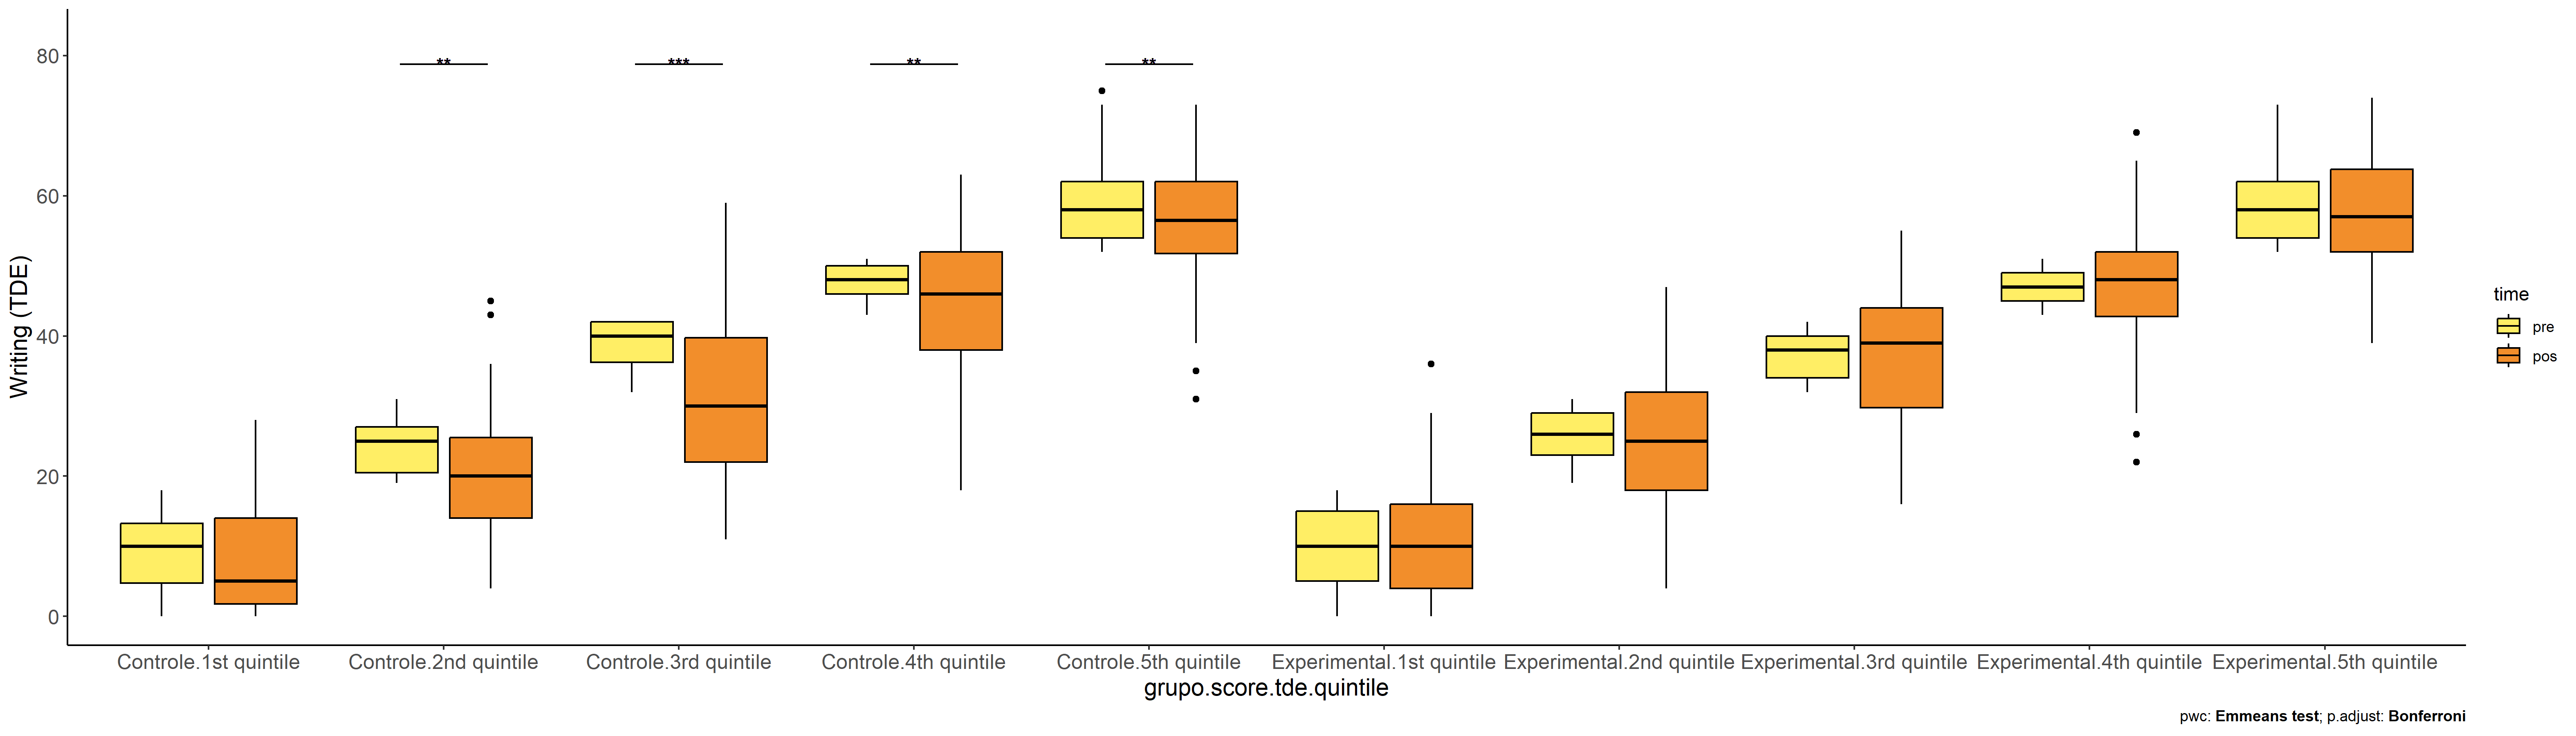 80
60
40
20
0
Writing (TDE)
** *** ** **
Controle.1st quintile Controle.2nd quintile Controle.3rd quintile Controle.4th quintile Controle.5th quintile Experimental.1st quintile Experimental.2nd quintile Experimental.3rd quintile Experimental.4th quintile Experimental.5th quintile
grupo.score.tde.quintile
time
pre
pos
pwc: Emmeans test; p.adjust: Bonferroni